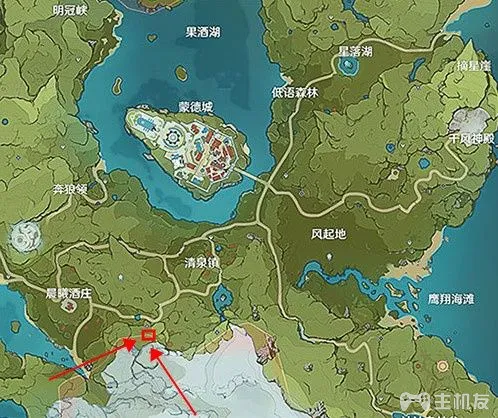 明冠峡
果酒湖
星落湖
摘星崖
低语森林
蒙德城
千风神殿
奔狼领
风起地
清泉镇
晨曦酒庄
鹰翔海滩
主机友